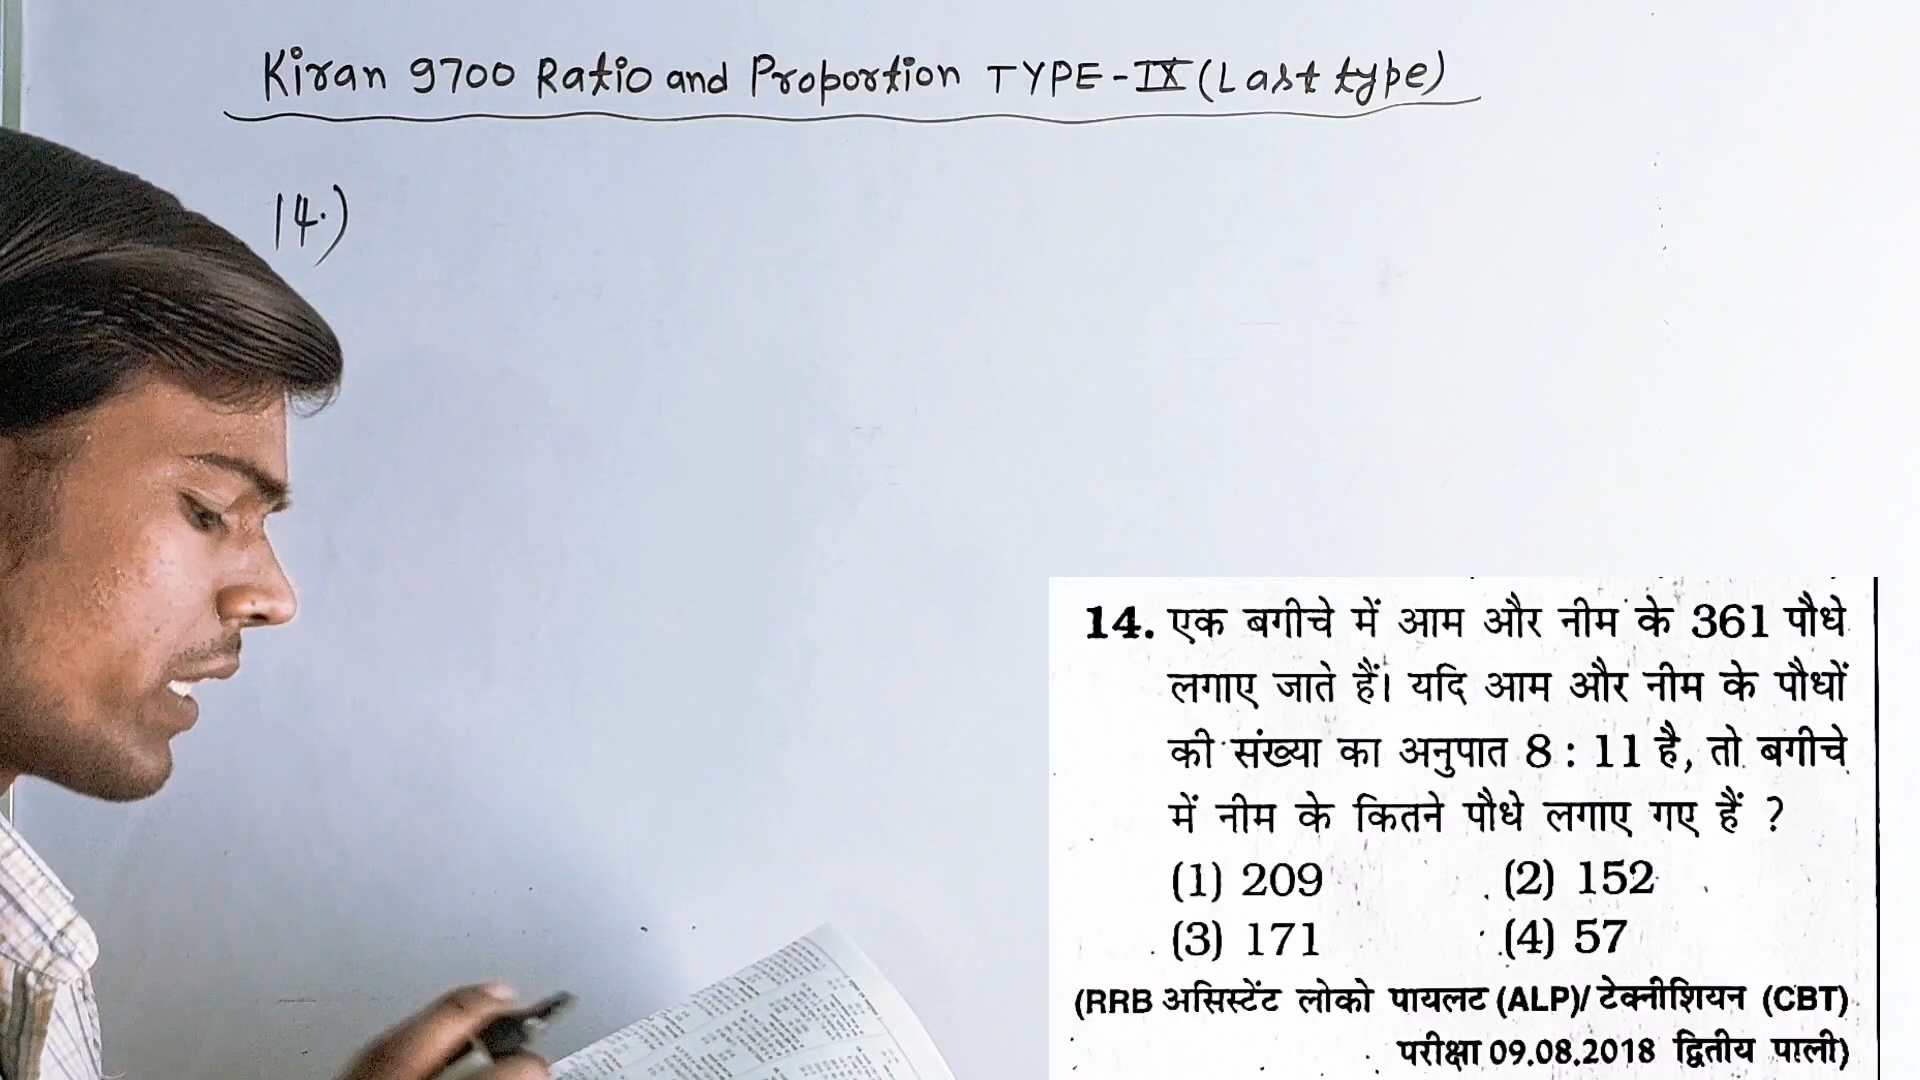 Kiran 9700 Ratio and Proportion TYPE-IX (Last type)
14.)
14. एक बगीचे में आम और नीम के 361 पौधे
लगाए जाते हैं। यदि आम और नीम के पौधों
की संख्या का अनुपात 8 : 11 है, तो बगीचे
में नीम के कितने पौधे लगाए गए हैं ?
(1) 209 (2) 152
(3) 171 (4) 57
(RRB असिस्टेंट लोको पायलट (ALP)/ टेक्नीशियन (CBT)
परीक्षा 09.08.2018 द्वितीय पाली)